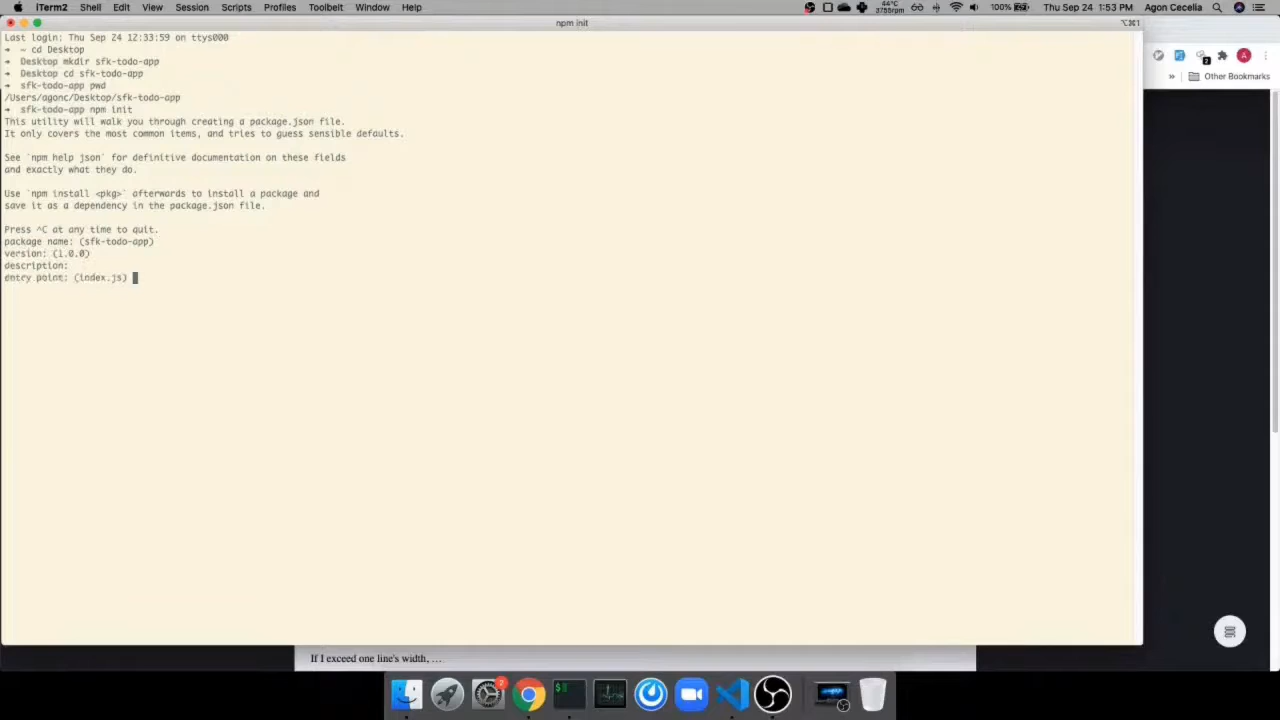 iTerm2 Shell Edit View Session Scripts Profiles Toolbelt Window Help 44°C 3755rpm 100% Thu Sep 24 1:53 PM Agon Cecelia
npm init
⌥⌘1
Last login: Thu Sep 24 12:33:59 on ttys000
➜ ~ cd Desktop
➜ Desktop mkdir sfk-todo-app
➜ Desktop cd sfk-todo-app
➜ sfk-todo-app pwd
/Users/agonc/Desktop/sfk-todo-app
➜ sfk-todo-app npm init
This utility will walk you through creating a package.json file.
It only covers the most common items, and tries to guess sensible defaults.
See `npm help json` for definitive documentation on these fields
and exactly what they do.
Use `npm install <pkg>` afterwards to install a package and
save it as a dependency in the package.json file.
Press ^C at any time to quit.
package name: (sfk-todo-app)
version: (1.0.0)
description:
entry point: (index.js)
A
2
» Other Bookmarks
If I exceed one line's width, …
2
$